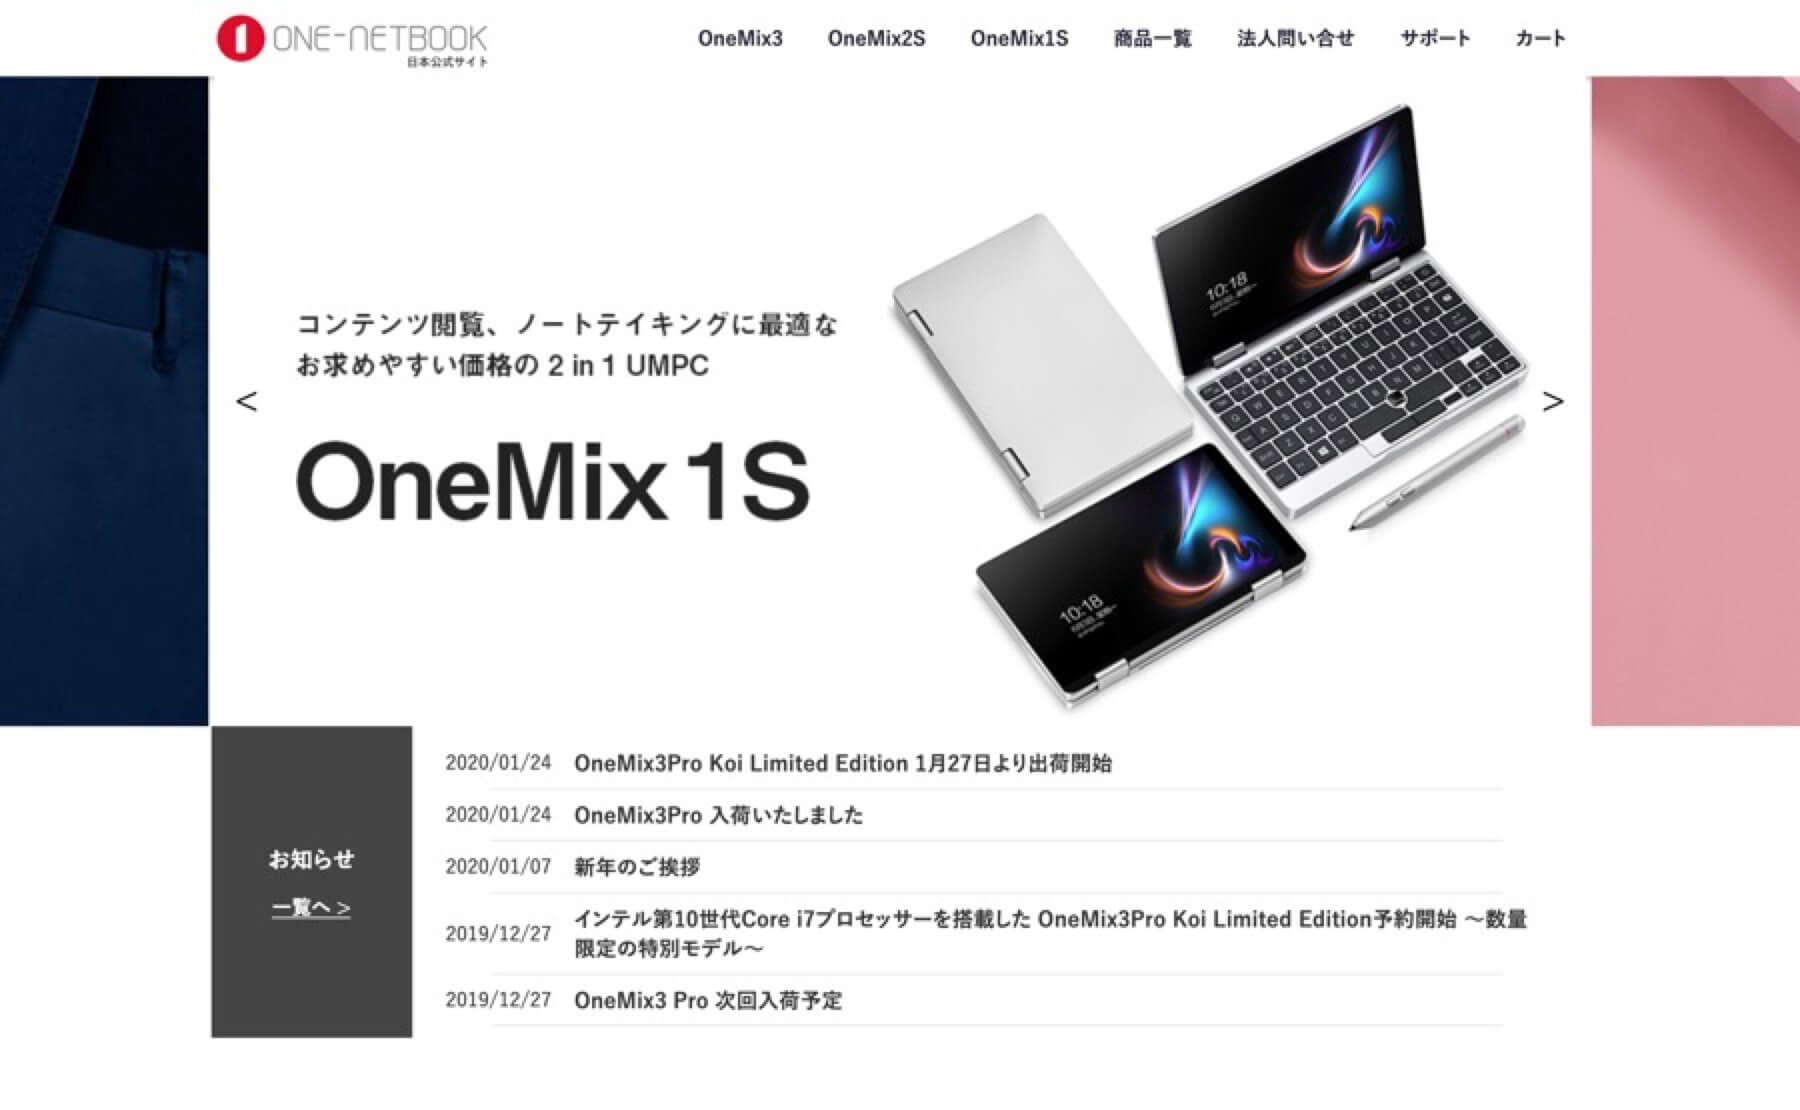 ONE-NETBOOK
日本公式サイト
OneMix3 OneMix2S OneMix1S 商品一覧 法人問い合せ サポート カート
コンテンツ閲覧、ノートテイキングに最適な
お求めやすい価格の 2 in 1 UMPC
< >
OneMix 1S
10:18
10:18
お知らせ
一覧へ >
2020/01/24 OneMix3Pro Koi Limited Edition 1月27日より出荷開始
2020/01/24 OneMix3Pro 入荷いたしました
2020/01/07 新年のご挨拶
2019/12/27 インテル第10世代Core i7プロセッサーを搭載した OneMix3Pro Koi Limited Edition予約開始 ～数量
限定の特別モデル～
2019/12/27 OneMix3 Pro 次回入荷予定